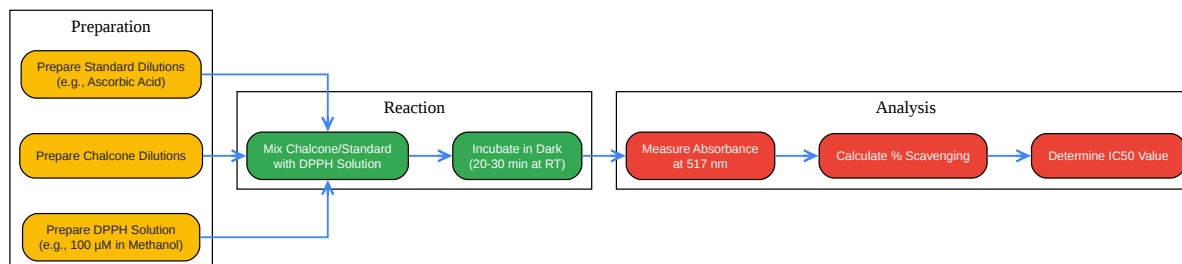 Preparation
Prepare Standard Dilutions
(e.g., Ascorbic Acid)
Prepare Chalcone Dilutions
Prepare DPPH Solution
(e.g., 100 µM in Methanol)
Reaction
Mix Chalcone/Standard
with DPPH Solution
Incubate in Dark
(20-30 min at RT)
Analysis
Measure Absorbance
at 517 nm
Calculate % Scavenging
Determine IC50 Value